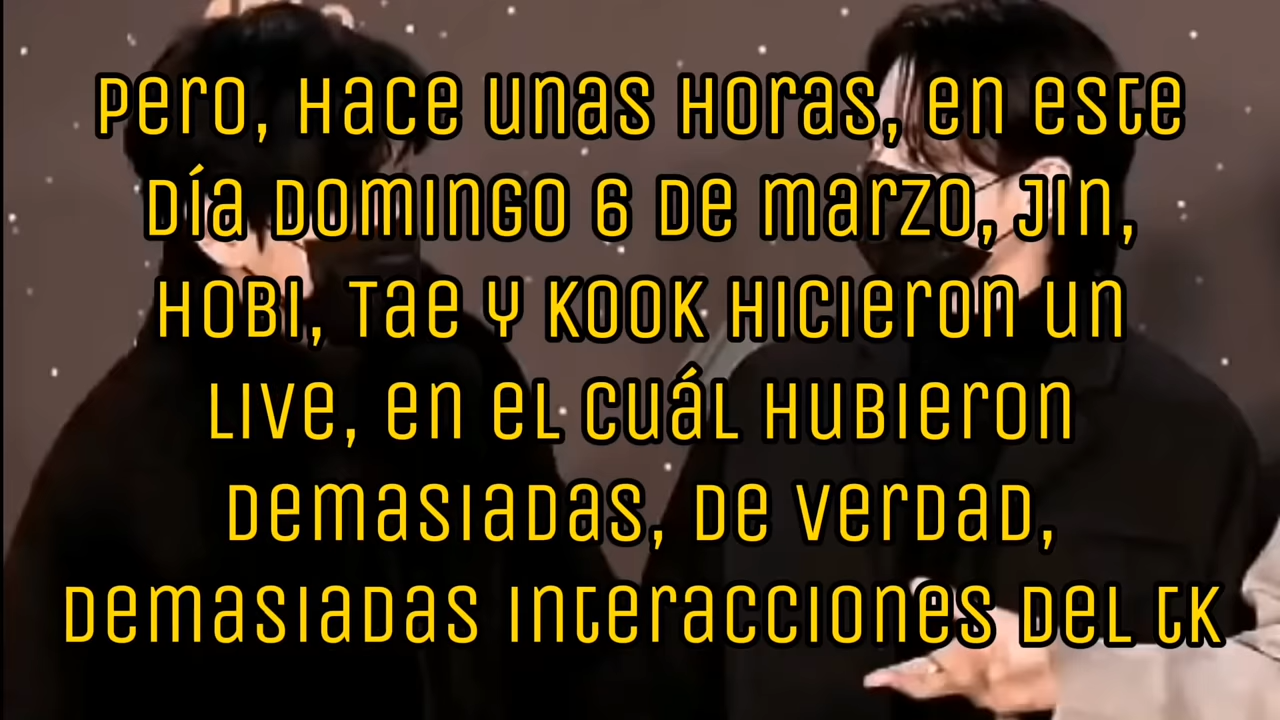 Pero, hace unas horas, en este
día domingo 6 de marzo, Jin,
Hobi, Tae y Kook hicieron un
live, en el cuál hubieron
demasiadas, de verdad,
demasiadas interacciones del TK